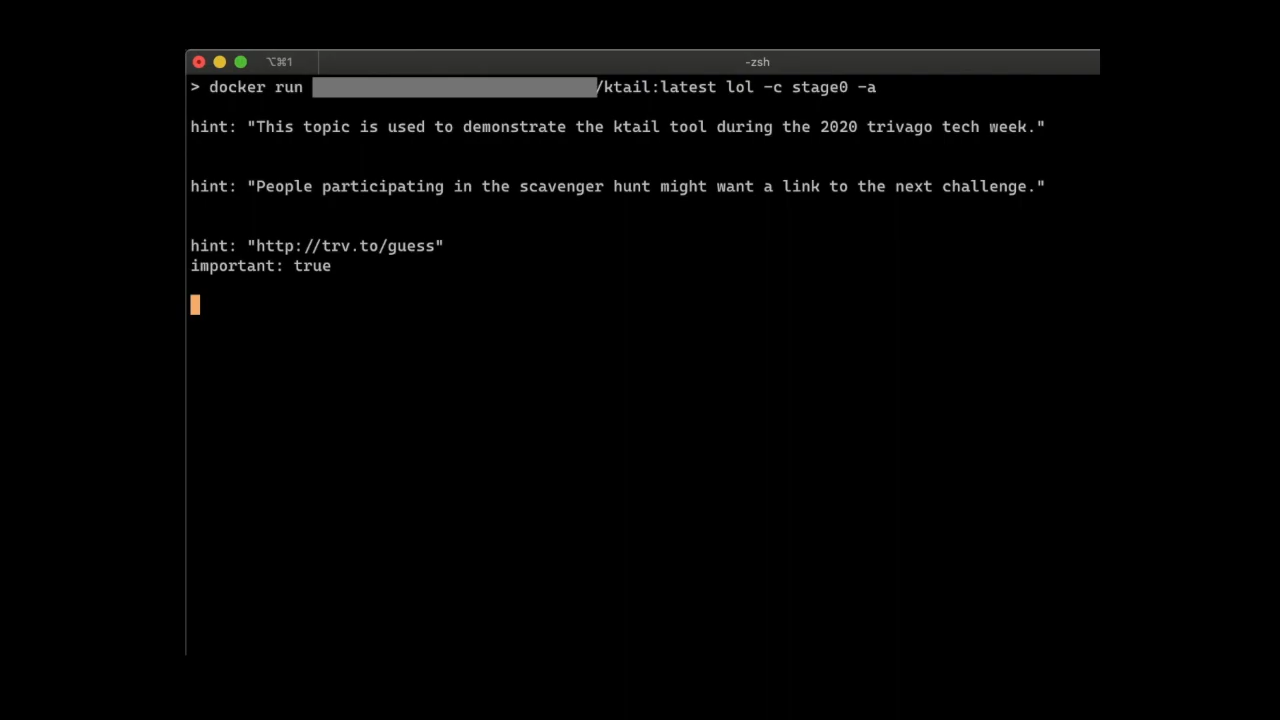 ⌥⌘1
-zsh
> docker run /ktail:latest lol -c stage0 -a
hint: "This topic is used to demonstrate the ktail tool during the 2020 trivago tech week."
hint: "People participating in the scavenger hunt might want a link to the next challenge."
hint: "http://trv.to/guess"
important: true